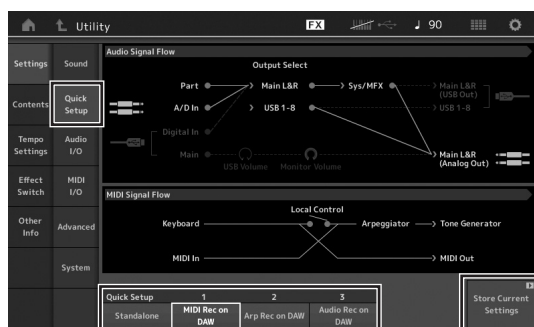 Utility FX ♩ 90
Settings
Contents
Tempo Settings
Effect Switch
Other Info
Sound
Quick Setup
Audio I/O
MIDI I/O
Advanced
System
Audio Signal Flow
Output Select
Part Main L&R Sys/MFX Main L&R (USB Out)
A/D In USB 1-8 USB 1-8
Digital In
Main Main L&R (Analog Out)
USB Volume Monitor Volume
MIDI Signal Flow
Local Control
Keyboard Arpeggiator Tone Generator
MIDI In MIDI Out
Quick Setup 1 2 3
Standalone MIDI Rec on DAW Arp Rec on DAW Audio Rec on DAW
Store Current Settings